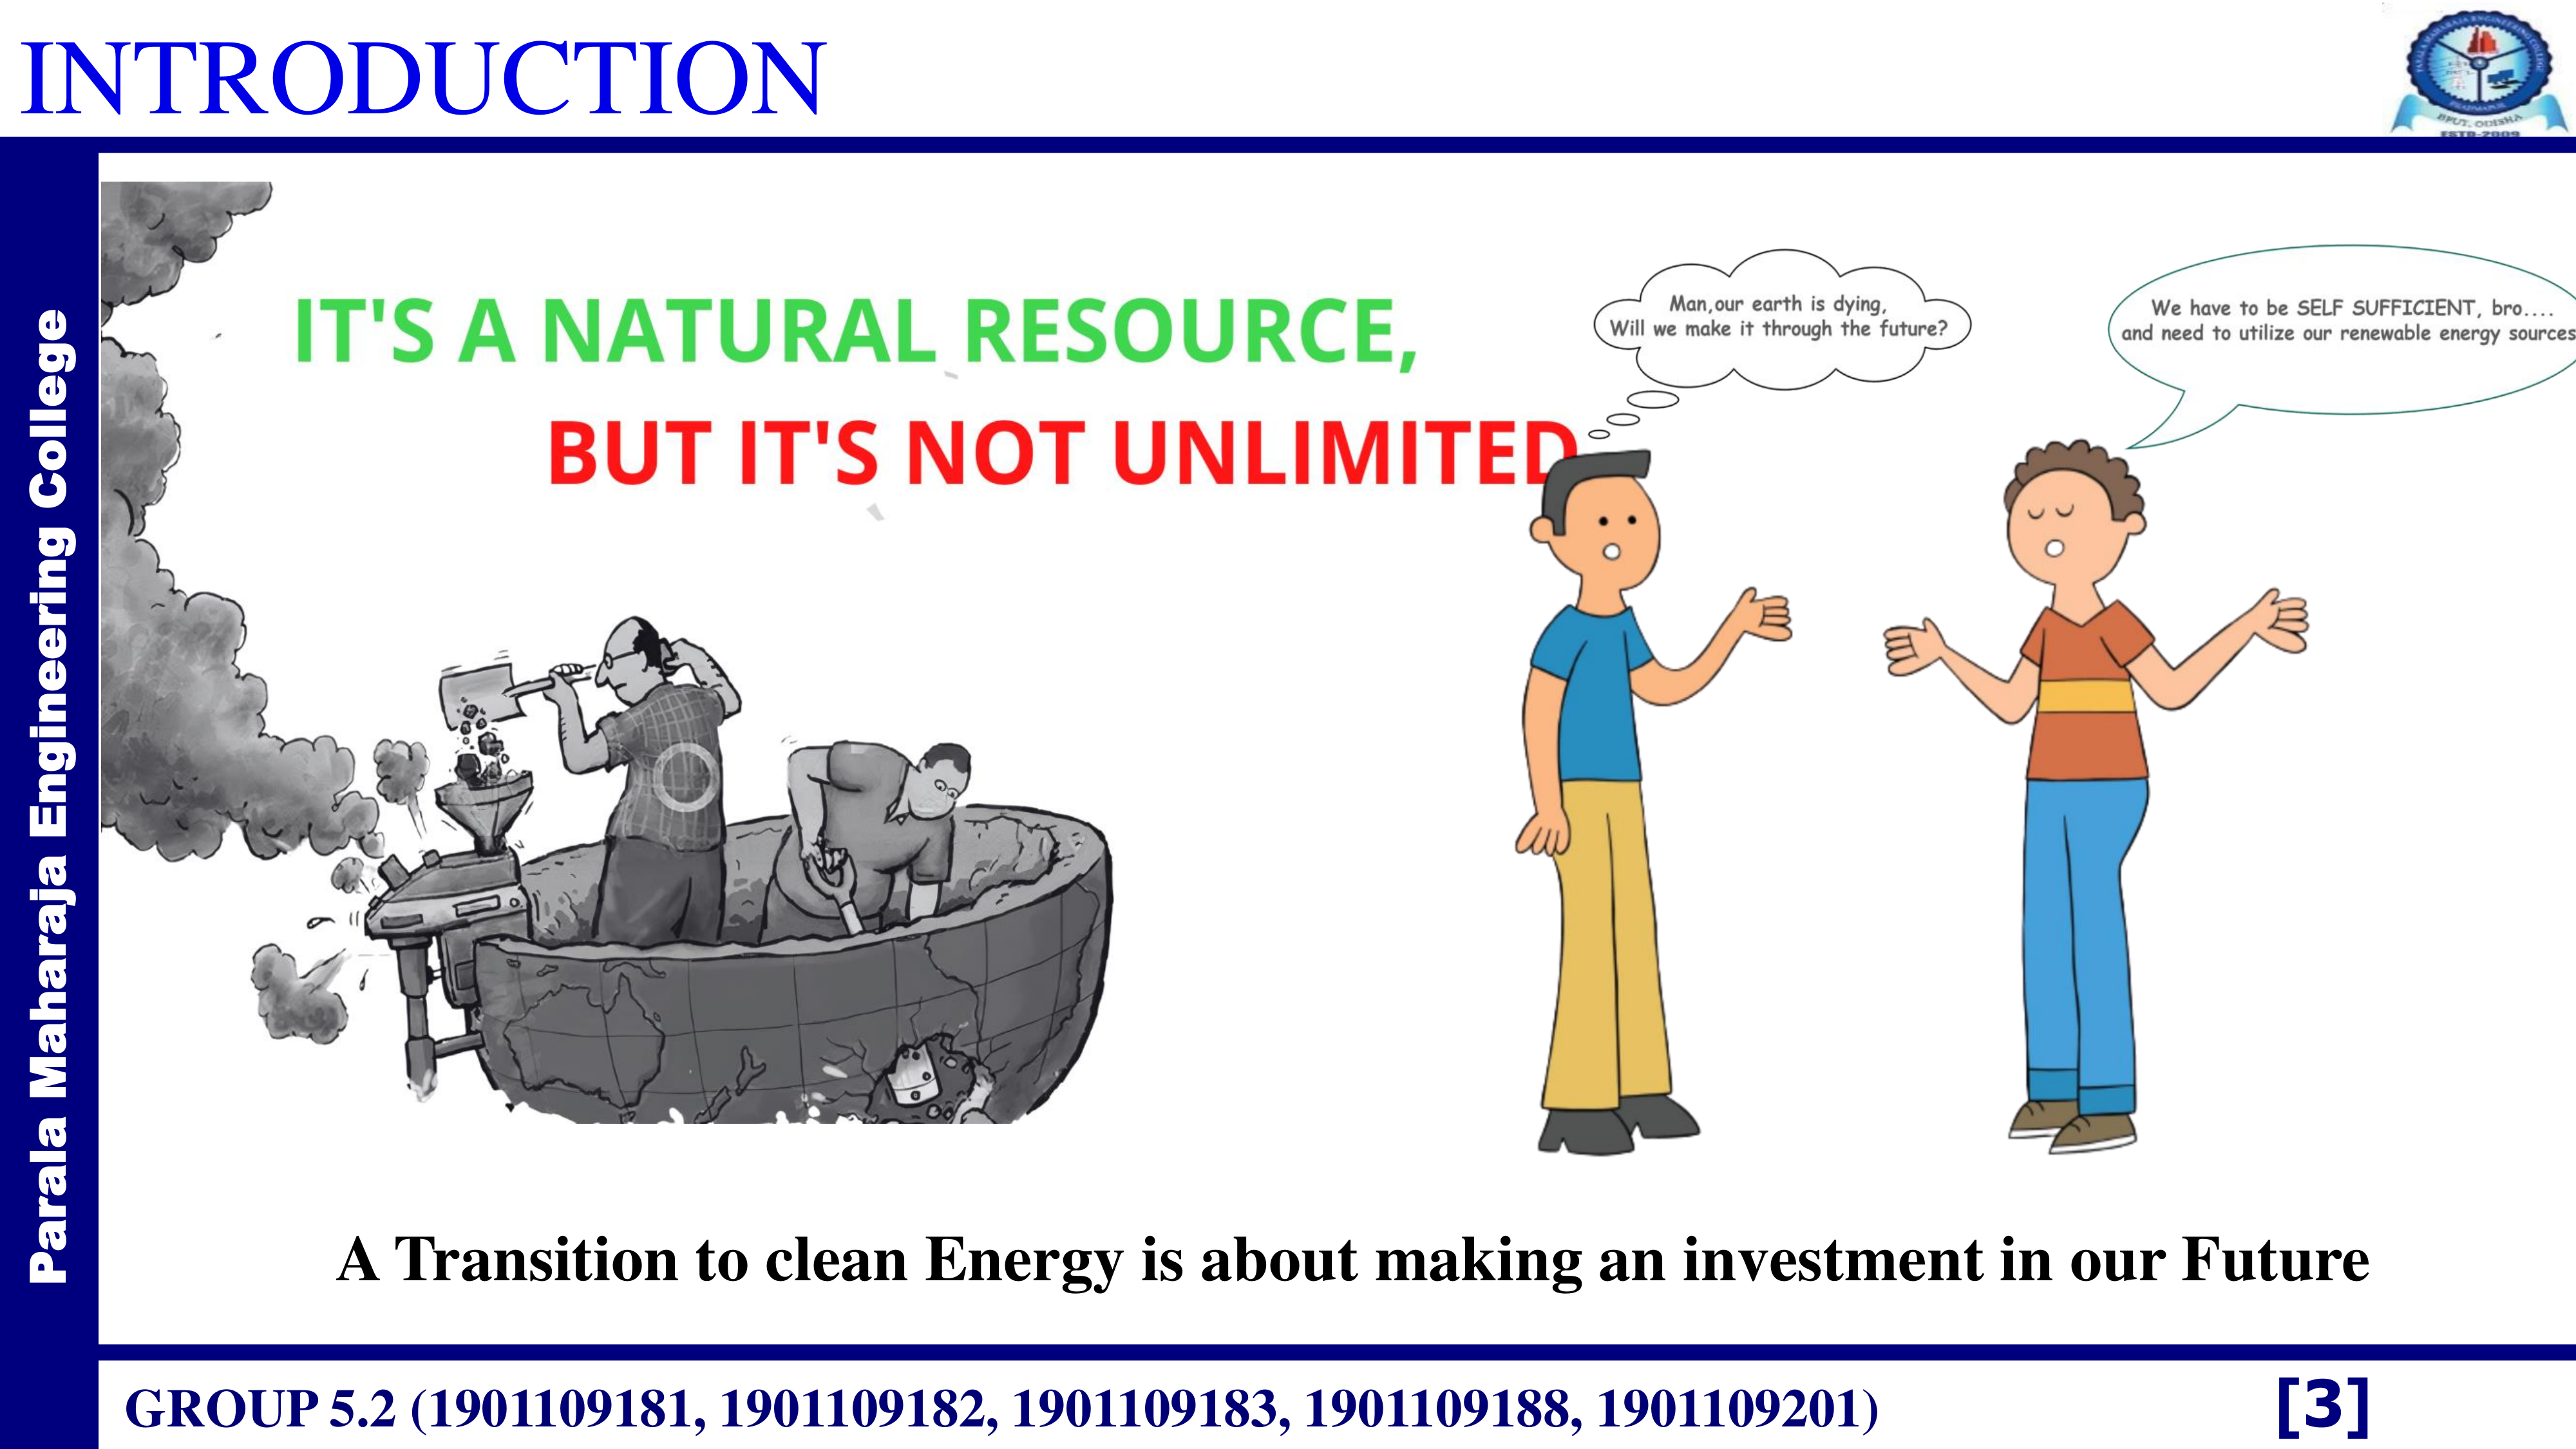 INTRODUCTION
BPUT, ODISHA
ESTD-2009
Parala Maharaja Engineering College
IT'S A NATURAL RESOURCE,
BUT IT'S NOT UNLIMITED
Man,our earth is dying,
Will we make it through the future?
We have to be SELF SUFFICIENT, bro....
and need to utilize our renewable energy sources
A Transition to clean Energy is about making an investment in our Future
GROUP 5.2 (1901109181, 1901109182, 1901109183, 1901109188, 1901109201)
[3]